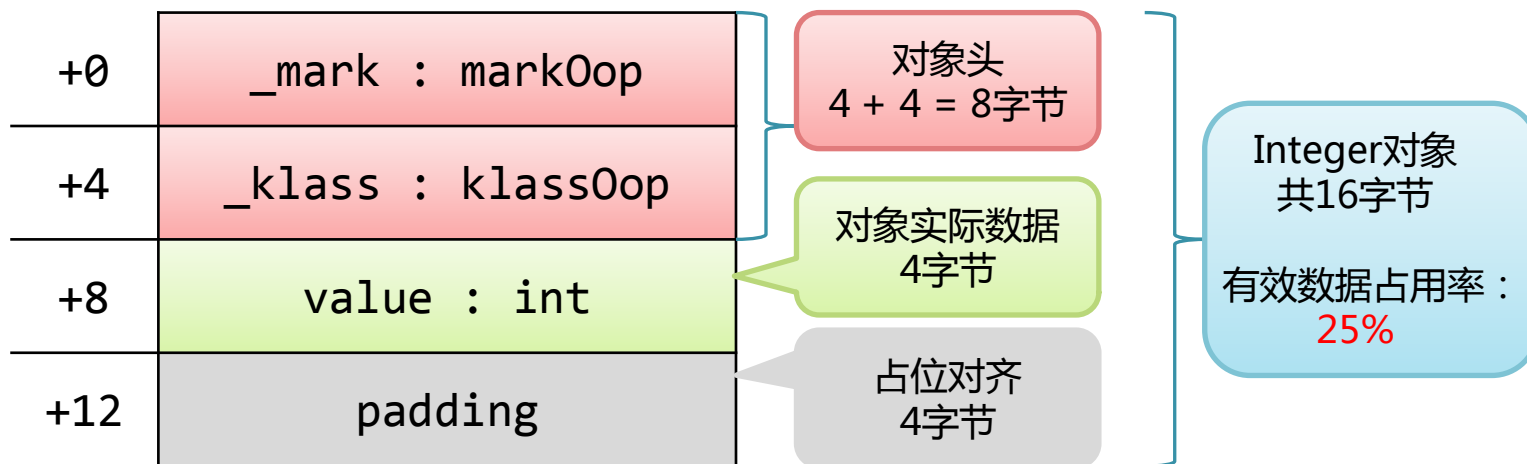 +0
_mark : markOop
+4
_klass : klassOop
+8
value : int
+12
padding
对象头
4 + 4 = 8字节
对象实际数据
4字节
占位对齐
4字节
Integer对象
共16字节
有效数据占用率：
25%